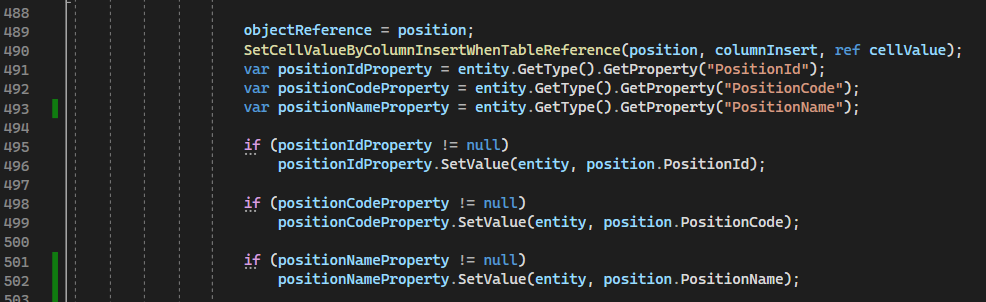 488
489 objectReference = position;
490 SetCellValueByColumnInsertWhenTableReference(position, columnInsert, ref cellValue);
491 var positionIdProperty = entity.GetType().GetProperty("PositionId");
492 var positionCodeProperty = entity.GetType().GetProperty("PositionCode");
493 var positionNameProperty = entity.GetType().GetProperty("PositionName");
494
495 if (positionIdProperty != null)
496 positionIdProperty.SetValue(entity, position.PositionId);
497
498 if (positionCodeProperty != null)
499 positionCodeProperty.SetValue(entity, position.PositionCode);
500
501 if (positionNameProperty != null)
502 positionNameProperty.SetValue(entity, position.PositionName);
503